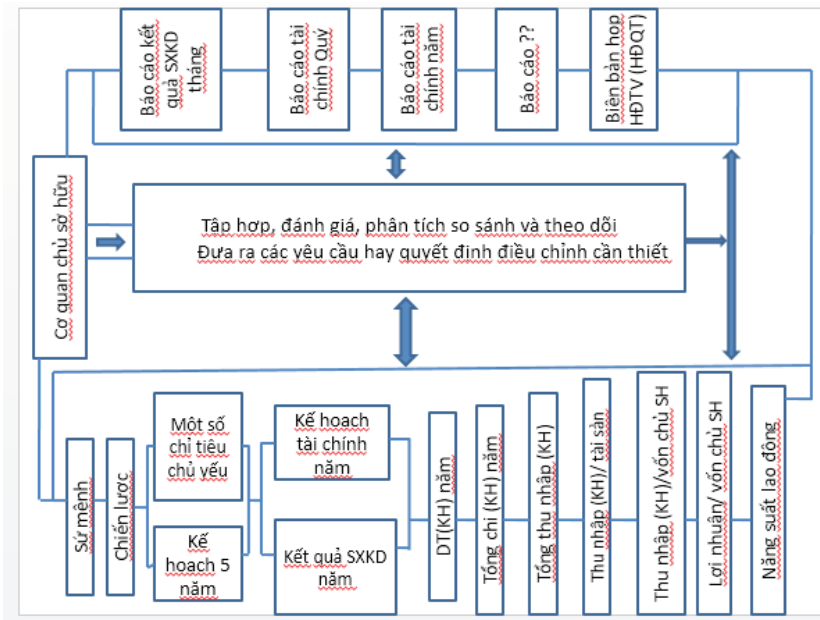 Báo cáo kết
quả SXKD
tháng
Báo cáo tài
chính Quý
Báo cáo tài
chính năm
Báo cáo ??
Biên bản họp
HĐTV (HĐQT)
Cơ quan chủ sở hữu
Tập hợp, đánh giá, phân tích so sánh và theo dõi
Đưa ra các yêu cầu hay quyết định điều chỉnh cần thiết
Sứ mệnh
Chiến lược
Một số
chỉ tiêu
chủ yếu
Kế
hoạch 5
năm
Kế hoạch
tài chính
năm
Kết quả SXKD
năm
DT(KH) năm
Tổng chi (KH) năm
Tổng thu nhập (KH)
Thu nhập (KH)/ tài sản
Thu nhập (KH)/vốn chủ SH
Lợi nhuận/ vốn chủ SH
Năng suất lao động